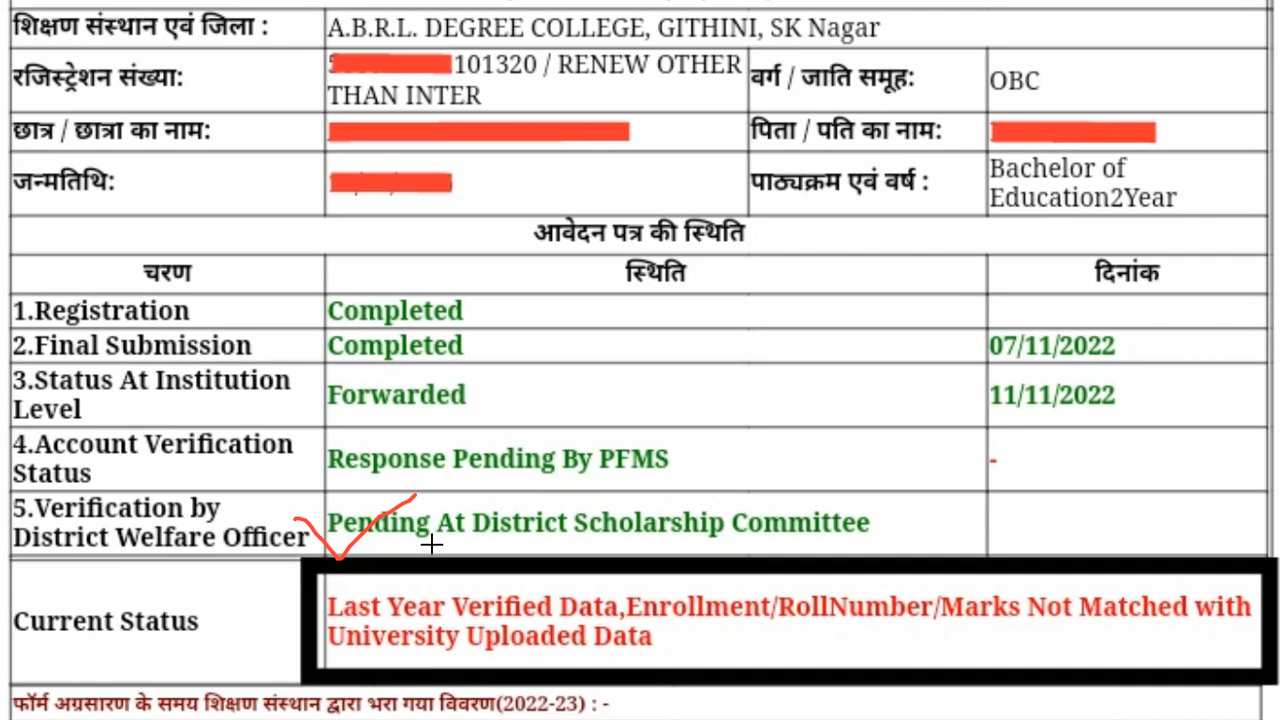 शिक्षण संस्थान एवं जिला : A.B.R.L. DEGREE COLLEGE, GITHINI, SK Nagar
रजिस्ट्रेशन संख्या: 101320 / RENEW OTHER THAN INTER वर्ग / जाति समूह: OBC
छात्र / छात्रा का नाम: पिता / पति का नाम:
जन्मतिथि: पाठ्यक्रम एवं वर्ष : Bachelor of Education2Year
आवेदन पत्र की स्थिति
चरण स्थिति दिनांक
1.Registration Completed
2.Final Submission Completed 07/11/2022
3.Status At Institution Level Forwarded 11/11/2022
4.Account Verification Status Response Pending By PFMS -
5.Verification by District Welfare Officer Pending At District Scholarship Committee
Current Status Last Year Verified Data,Enrollment/RollNumber/Marks Not Matched with University Uploaded Data
फॉर्म अग्रसारण के समय शिक्षण संस्थान द्वारा भरा गया विवरण(2022-23) : -